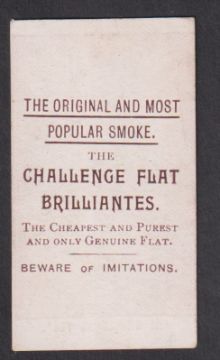 THE ORIGINAL AND MOST
POPULAR SMOKE.
THE
CHALLENGE FLAT
BRILLIANTES.
THE CHEAPEST AND PUREST
AND ONLY GENUINE FLAT.
BEWARE OF IMITATIONS.